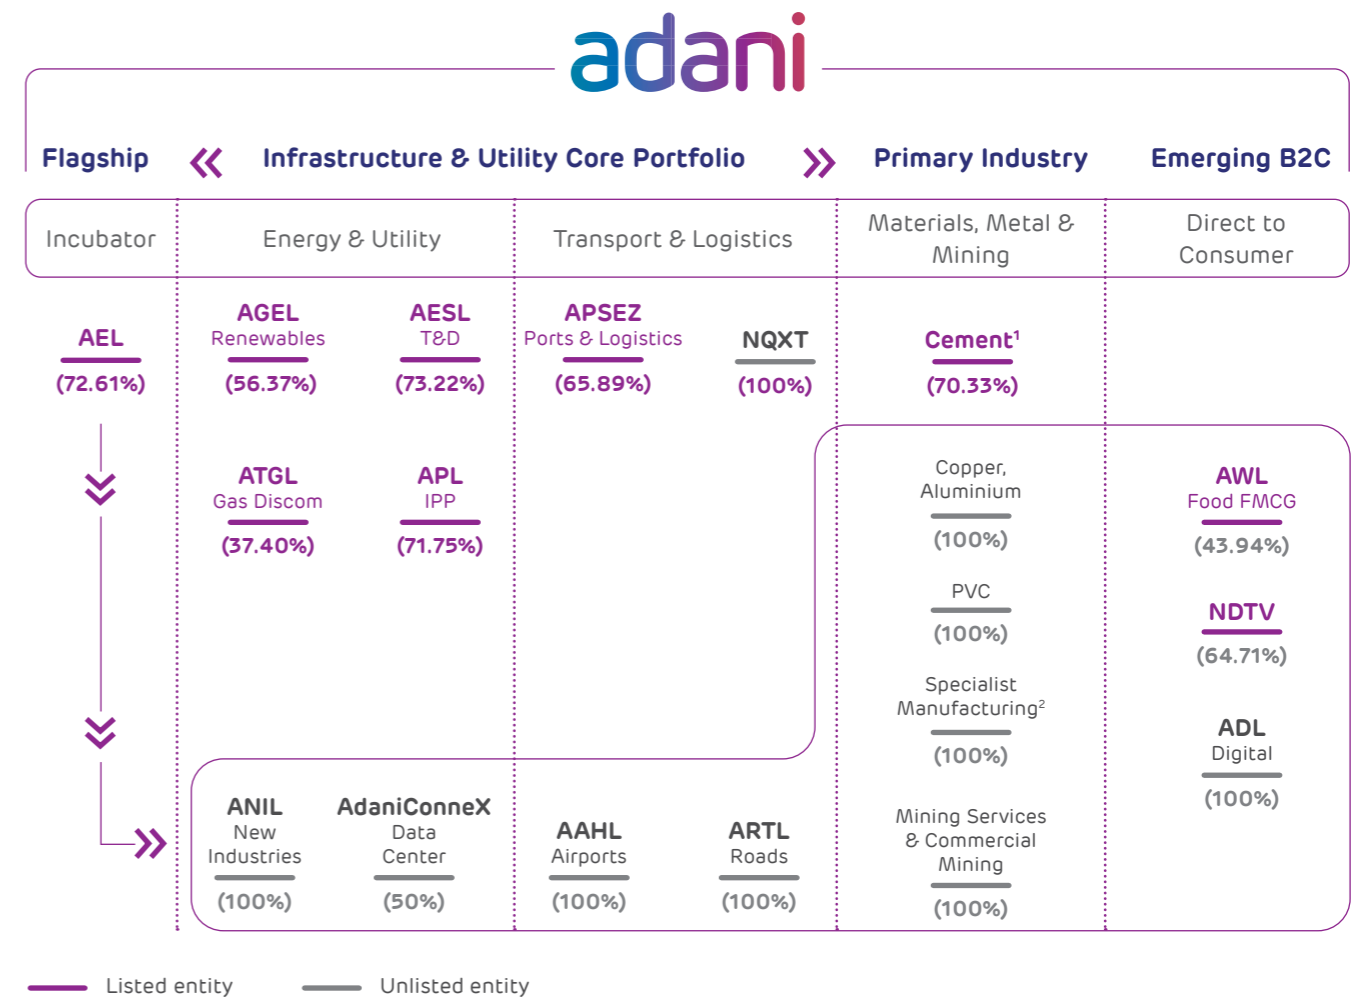 adani
Flagship
Infrastructure & Utility Core Portfolio
Primary Industry
Emerging B2C
Incubator
Energy & Utility
Transport & Logistics
Materials, Metal &
Mining
Direct to
Consumer
AEL
(72.61%)
AGEL
Renewables
(56.37%)
AESL
T&D
(73.22%)
APSEZ
Ports & Logistics
(65.89%)
NQXT
(100%)
Cement¹
(70.33%)
ATGL
Gas Discom
(37.40%)
APL
IPP
(71.75%)
Copper,
Aluminium
(100%)
PVC
(100%)
Specialist
Manufacturing²
(100%)
Mining Services
& Commercial
Mining
(100%)
AWL
Food FMCG
(43.94%)
NDTV
(64.71%)
ADL
Digital
(100%)
ANIL
New
Industries
(100%)
AdaniConneX
Data
Center
(50%)
AAHL
Airports
(100%)
ARTL
Roads
(100%)
Listed entity
Unlisted entity